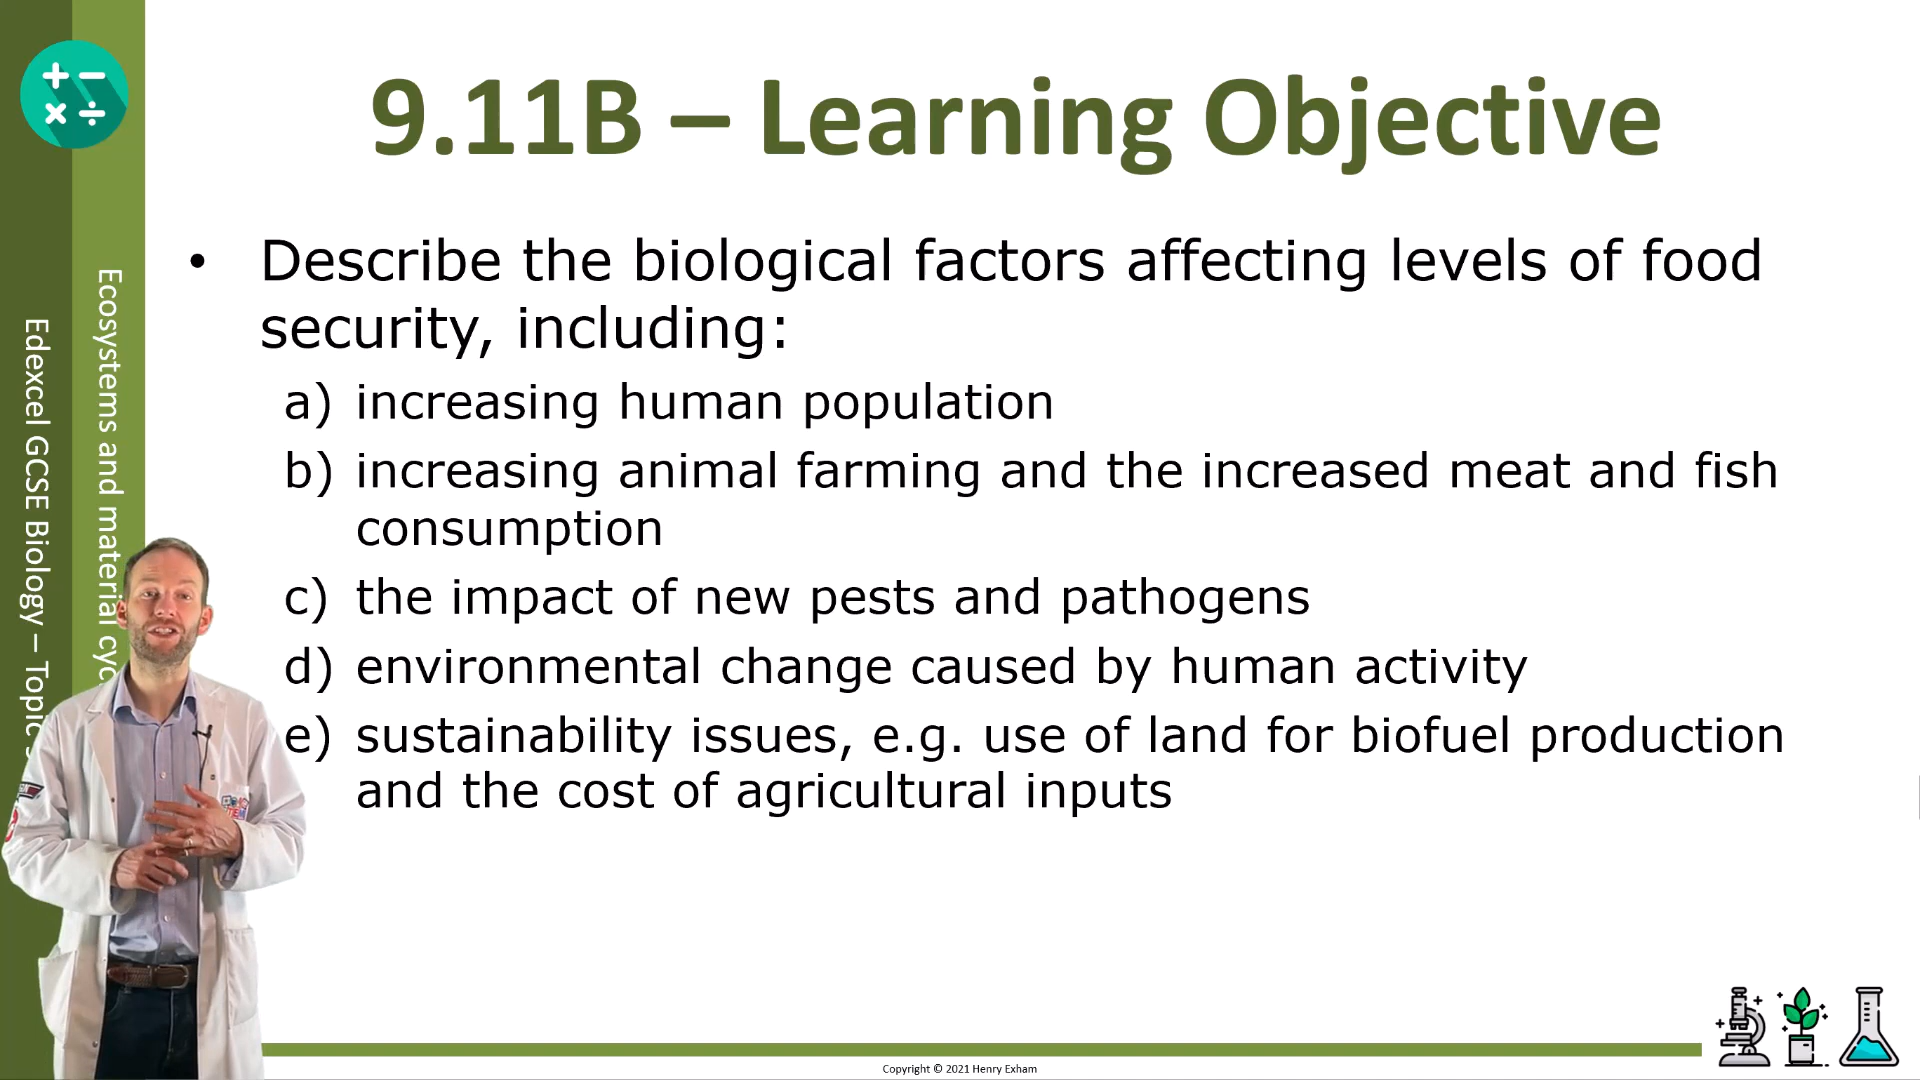 9.11B – Learning Objective
• Describe the biological factors affecting levels of food
security, including:
a) increasing human population
b) increasing animal farming and the increased meat and fish
consumption
c) the impact of new pests and pathogens
d) environmental change caused by human activity
e) sustainability issues, e.g. use of land for biofuel production
and the cost of agricultural inputs
Ecosystems and material
Edexcel GCSE Biology – Topic
Copyright © 2021 Henry Exham